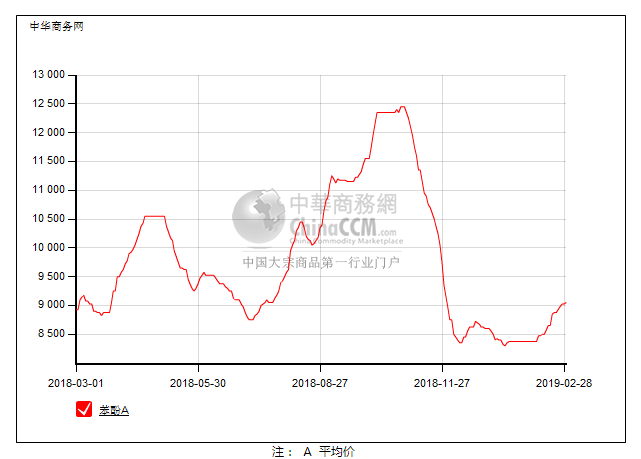 中华商务网
13 000
12 500
12 000
11 500
11 000
10 500
10 000
9 500
9 000
8 500
中華商務網
ChinaCCM.com
China Commodity Marketplace
中国大宗商品第一行业门户
2018-03-01 2018-05-30 2018-08-27 2018-11-27 2019-02-28
苯酚A
注： A 平均价